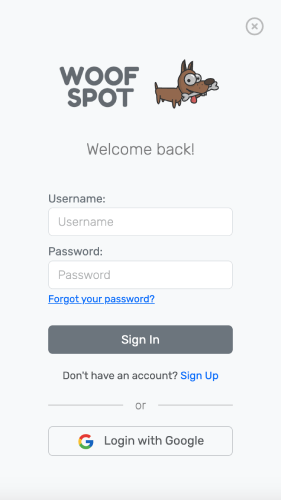 WOOF
SPOT
Welcome back!
Username:
Username
Password:
Password
Forgot your password?
Sign In
Don't have an account? Sign Up
or
Login with Google